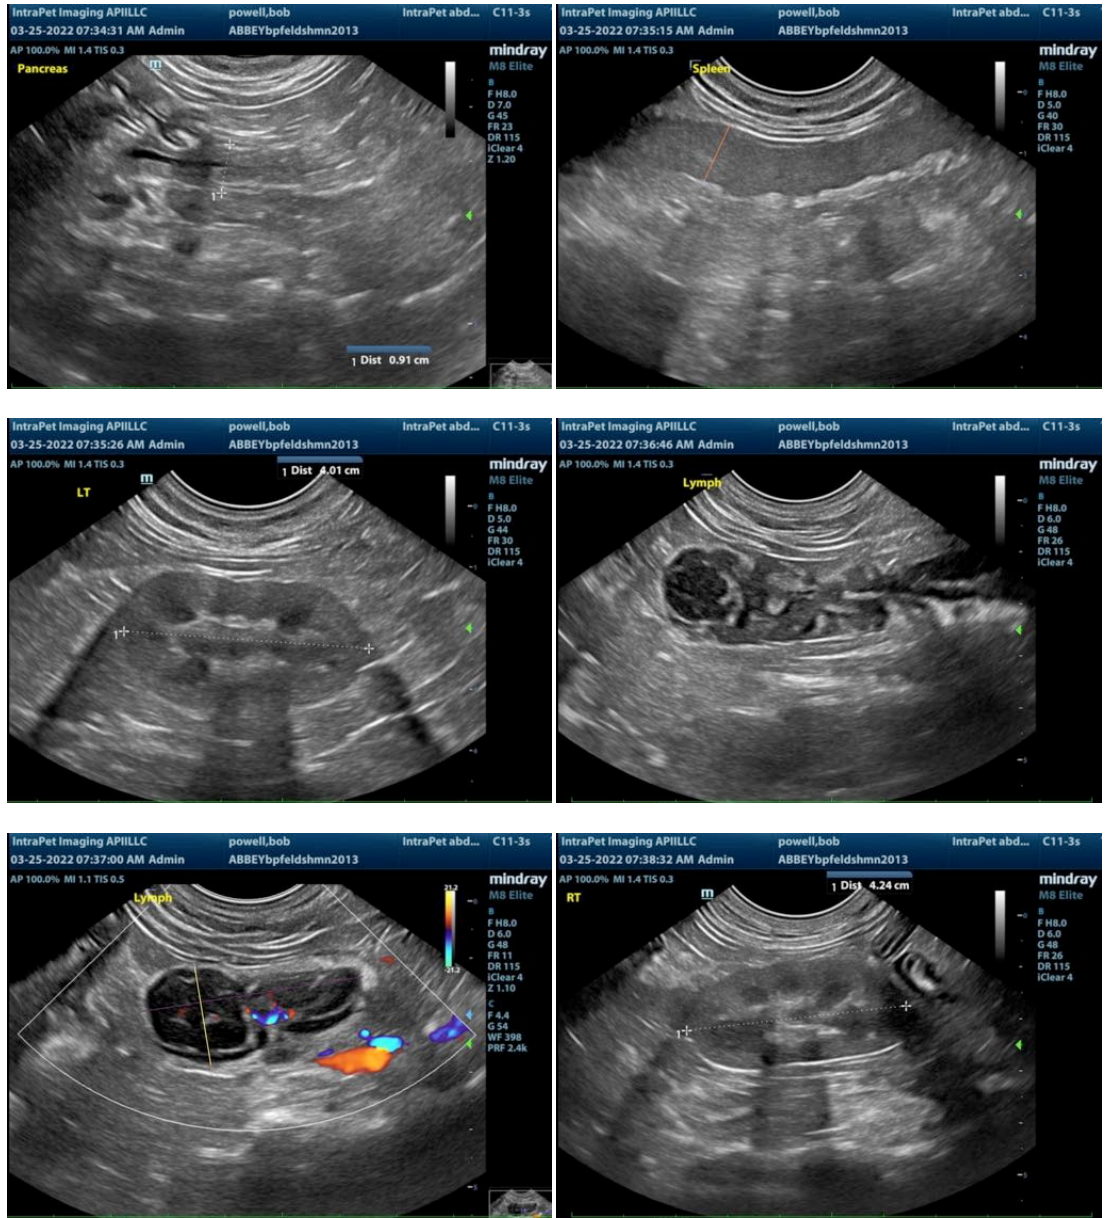 IntraPet Imaging APIILLC powell,bob IntraPet abd... C11-3s
03-25-2022 07:34:31 AM Admin ABBEYbpfeldshmn2013
AP 100.0% MI 1.4 TIS 0.3 mindray
M8 Elite
Pancreas
m
B
F H8.0
D 7.0
G 45
FR 23
DR 115
iClear 4
Z 1.20
1
1 Dist 0.91 cm
IntraPet Imaging APIILLC powell,bob IntraPet abd... C11-3s
03-25-2022 07:35:15 AM Admin ABBEYbpfeldshmn2013
AP 100.0% MI 1.4 TIS 0.3 mindray
M8 Elite
Spleen
B
F H8.0
D 5.0
G 40
FR 30
DR 115
iClear 4
IntraPet Imaging APIILLC powell,bob IntraPet abd... C11-3s
03-25-2022 07:35:26 AM Admin ABBEYbpfeldshmn2013
AP 100.0% MI 1.4 TIS 0.3 mindray
1 Dist 4.01 cm
M8 Elite
LT
m
B
F H8.0
D 5.0
G 44
FR 30
DR 115
iClear 4
1
IntraPet Imaging APIILLC powell,bob IntraPet abd... C11-3s
03-25-2022 07:36:46 AM Admin ABBEYbpfeldshmn2013
AP 100.0% MI 1.4 TIS 0.3 mindray
M8 Elite
Lymph
B
F H8.0
D 6.0
G 48
FR 26
DR 115
iClear 4
IntraPet Imaging APIILLC powell,bob IntraPet abd... C11-3s
03-25-2022 07:37:00 AM Admin ABBEYbpfeldshmn2013
AP 100.0% MI 1.1 TIS 0.5 mindray
M8 Elite
Lymph
21.2
-21.2
B
F H8.0
D 6.0
G 48
FR 11
DR 115
iClear 4
Z 1.10
C
F 4.4
G 54
WF 398
PRF 2.4k
IntraPet Imaging APIILLC powell,bob IntraPet abd... C11-3s
03-25-2022 07:38:32 AM Admin ABBEYbpfeldshmn2013
AP 100.0% MI 1.4 TIS 0.3 mindray
1 Dist 4.24 cm
M8 Elite
RT
m
B
F H8.0
D 6.0
G 48
FR 26
DR 115
iClear 4
1